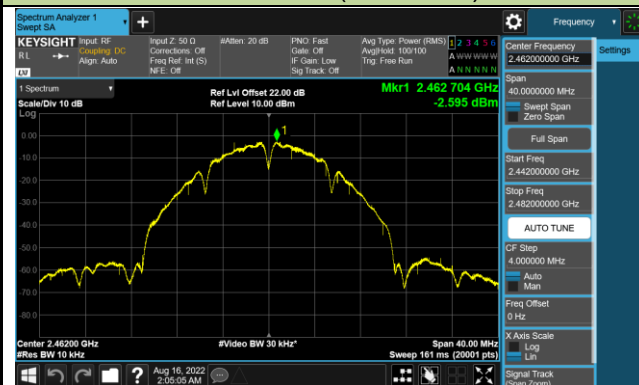 Spectrum Analyzer 1
Swept SA
+
Frequency
KEYSIGHT
RL
LXI
Input: RF
Coupling: DC
Align: Auto
Input Z: 50 Ω
Corrections: Off
Freq Ref: Int (S)
NFE: Off
#Atten: 20 dB
PNO: Fast
Gate: Off
IF Gain: Low
Sig Track: Off
Avg Type: Power (RMS)
Avg|Hold: 100/100
Trig: Free Run
1 2 3 4 5 6
A W W W W W
A N N N N N
1 Spectrum
Scale/Div 10 dB
Log
Ref Lvl Offset 22.00 dB
Ref Level 10.00 dBm
Mkr1 2.462 704 GHz
-2.595 dBm
1
0.00
-10.0
-20.0
-30.0
-40.0
-50.0
-60.0
-70.0
-80.0
Center 2.46200 GHz
#Res BW 10 kHz
#Video BW 30 kHz*
Span 40.00 MHz
Sweep 161 ms (20001 pts)
Aug 16, 2022
2:05:05 AM
Center Frequency
2.462000000 GHz
Settings
Span
40.0000000 MHz
Swept Span
Zero Span
Full Span
Start Freq
2.442000000 GHz
Stop Freq
2.482000000 GHz
AUTO TUNE
CF Step
4.000000 MHz
Auto
Man
Freq Offset
0 Hz
X Axis Scale
Log
Lin
Signal Track
(Span Zoom)